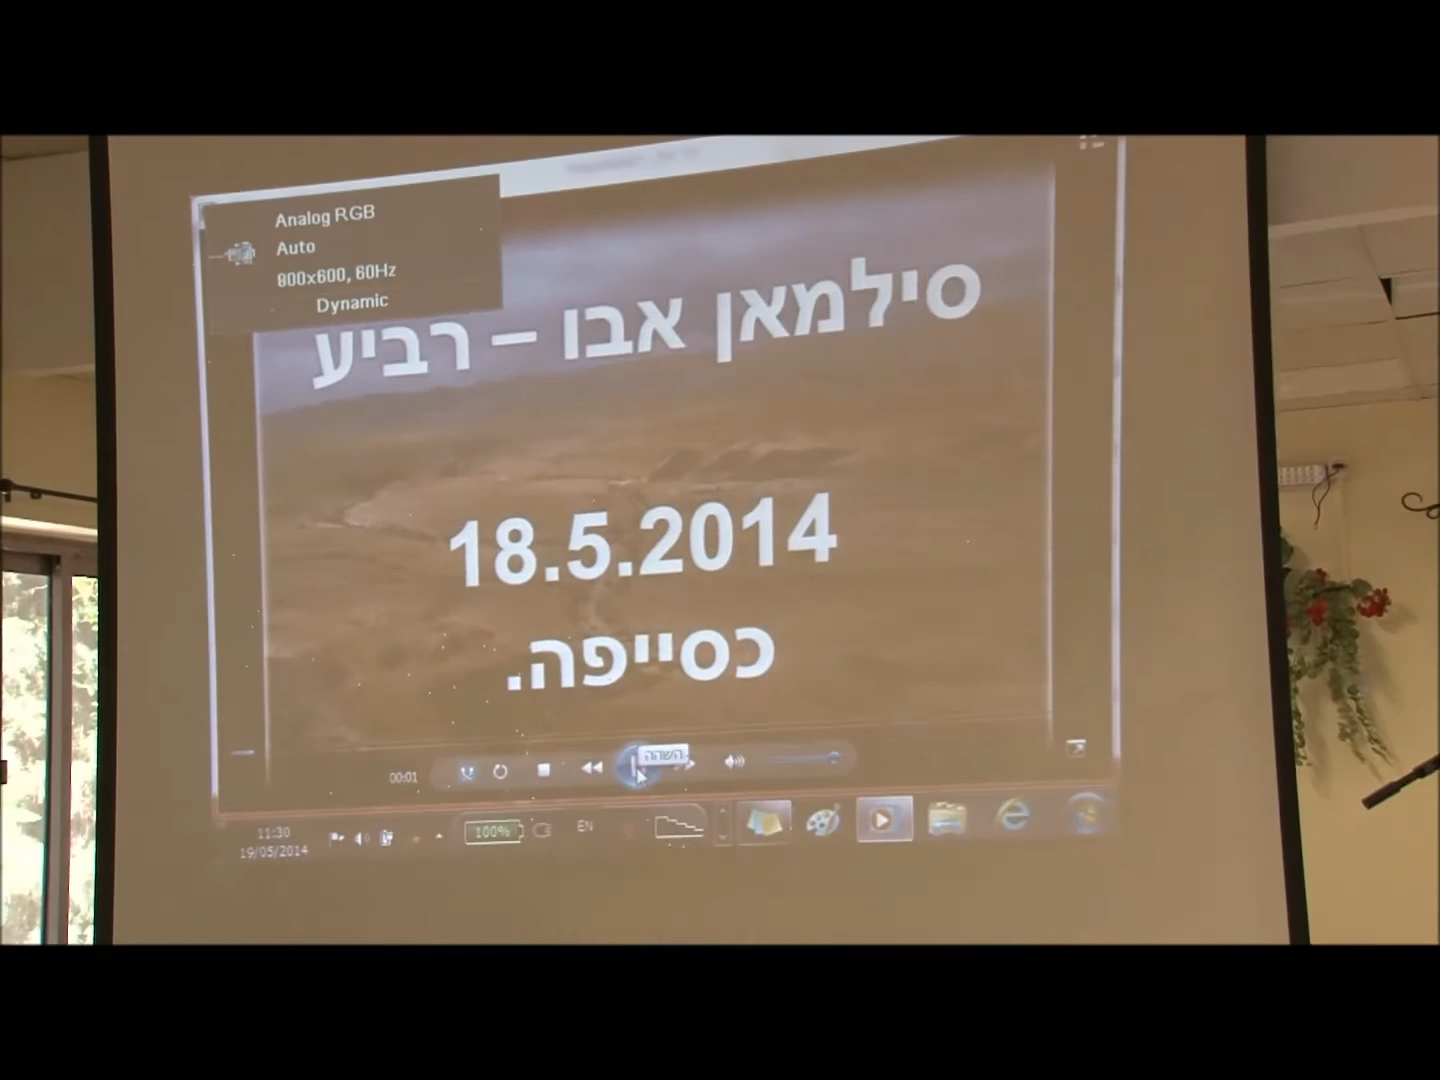 Analog RGB
Auto
800x600, 60Hz
Dynamic
סילמאן אבו – רביע
18.5.2014
כסייפה.
השהה
00:01
11:30
19/05/2014
100%
EN